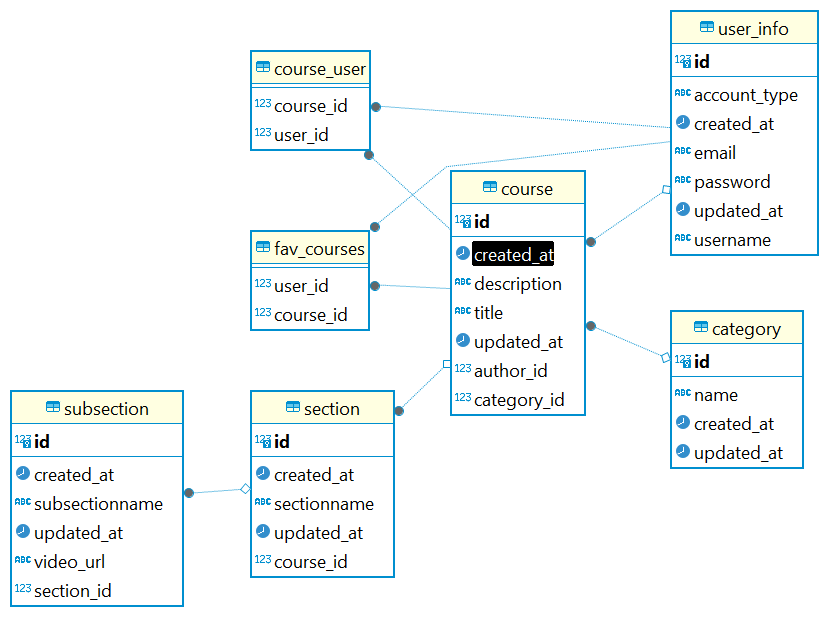 user_info
id
account_type
created_at
email
password
updated_at
username
course_user
course_id
user_id
course
id
created_at
description
title
updated_at
author_id
category_id
fav_courses
user_id
course_id
category
id
name
created_at
updated_at
subsection
id
created_at
subsectionname
updated_at
video_url
section_id
section
id
created_at
sectionname
updated_at
course_id